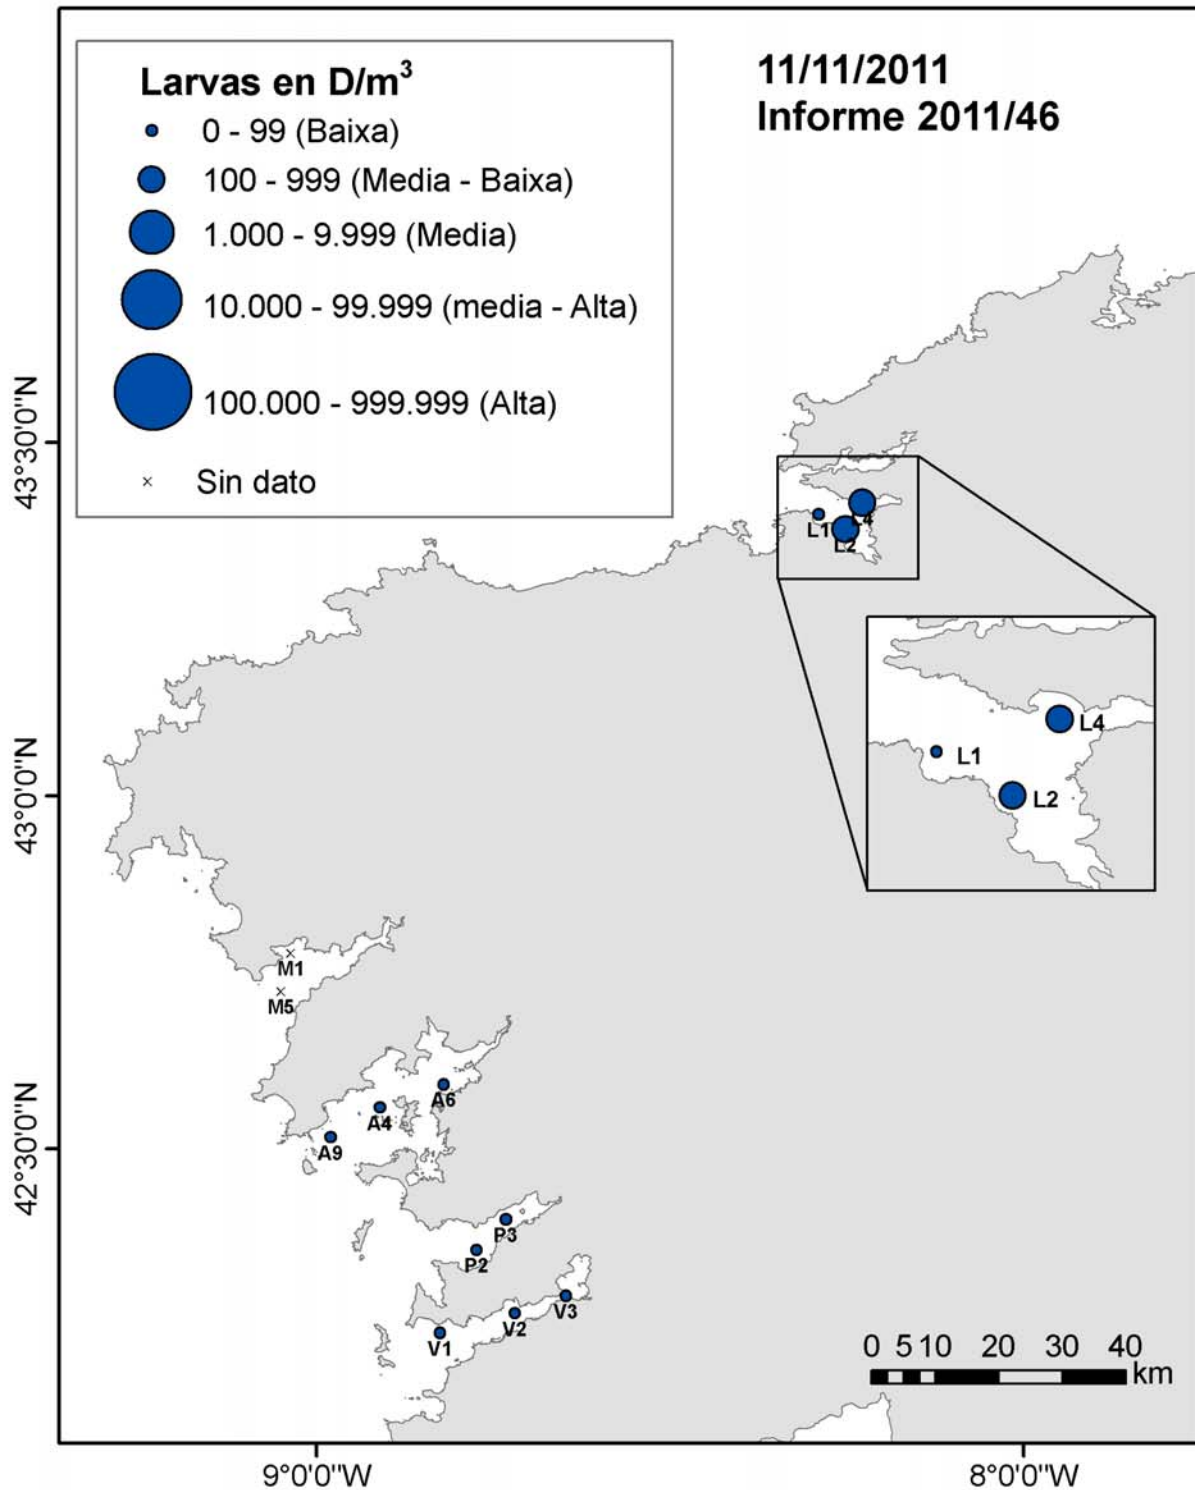 Larvas en D/m³
0 - 99 (Baixa)
100 - 999 (Media - Baixa)
1.000 - 9.999 (Media)
10.000 - 99.999 (media - Alta)
100.000 - 999.999 (Alta)
Sin dato
11/11/2011
Informe 2011/46
43°30'0"N
43°0'0"N
42°30'0"N
L1
L4
L2
L4
L1
L2
M1
M5
A6
A4
A9
P3
P2
V3
V2
V1
0 5 10 20 30 40
km
9°0'0"W
8°0'0"W